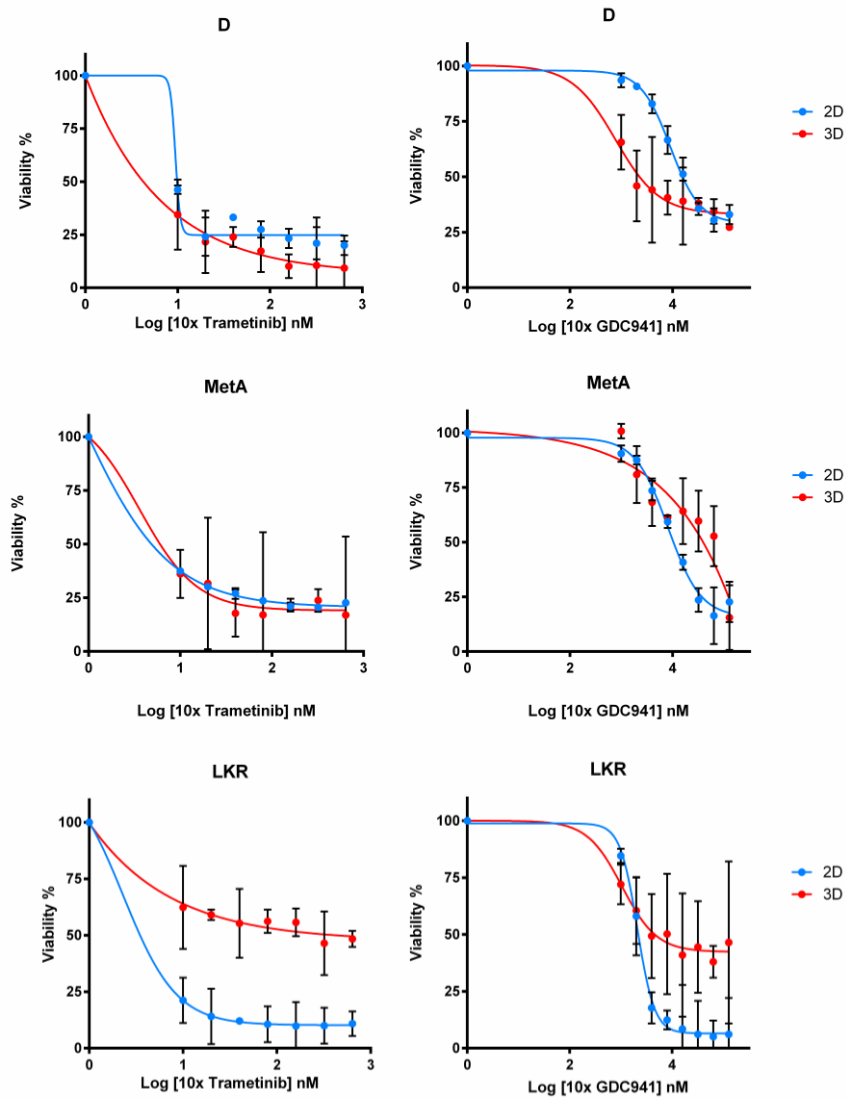 D
100
75
50
25
0
Viability %
0 1 2 3
Log [10x Trametinib] nM
D
100
75
50
25
0
Viability %
0 2 4
Log [10x GDC941] nM
2D
3D
MetA
100
75
50
25
0
Viability %
0 1 2 3
Log [10x Trametinib] nM
MetA
100
75
50
25
0
Viability %
0 2 4
Log [10x GDC941] nM
2D
3D
LKR
100
75
50
25
0
Viability %
0 1 2 3
Log [10x Trametinib] nM
LKR
100
75
50
25
0
Viability %
0 2 4
Log [10x GDC941] nM
2D
3D